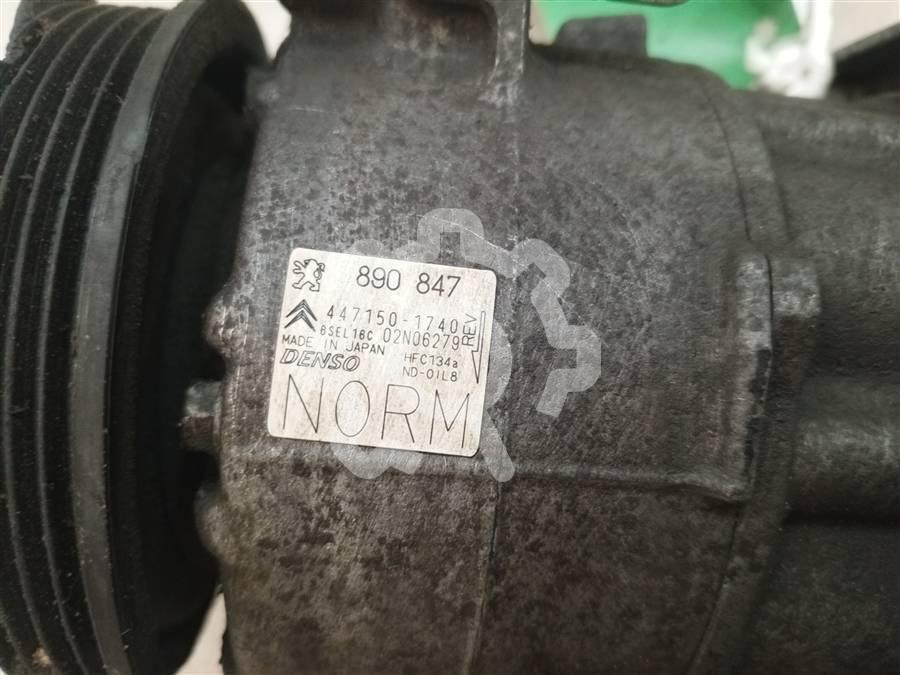 890 847
447150-1740
8SEL16C 02N06279
REV
MADE IN JAPAN
HFC134a
DENSO
ND-OIL8
NORM